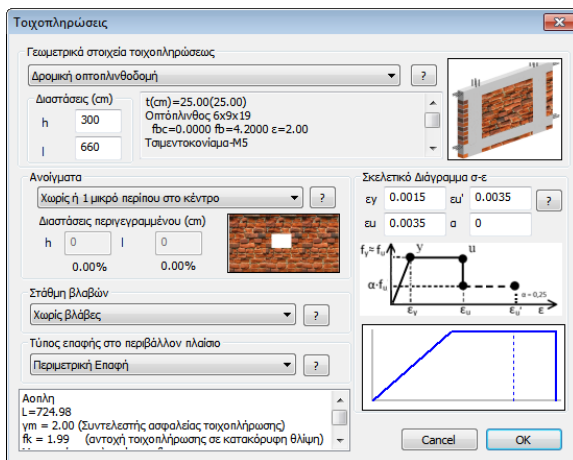 Τοιχοπληρώσεις
Γεωμετρικά στοιχεία τοιχοπληρώσεως
Δρομική οπτοπλινθοδομή
?
Διαστάσεις (cm)
h 300
l 660
t(cm)=25.00(25.00)
Οπτόπλινθος 6x9x19
fbc=0.0000 fb=4.2000 ε=2.00
Τσιμεντοκονίαμα-M5
Ανοίγματα
Χωρίς ή 1 μικρό περίπου στο κέντρο
?
Διαστάσεις περιγεγραμμένου (cm)
h 0 l 0
0.00% 0.00%
Στάθμη βλαβών
Χωρίς βλάβες
?
Τύπος επαφής στο περιβάλλον πλαίσιο
Περιμετρική Επαφή
?
Αοπλη
L=724.98
γm = 2.00 (Συντελεστής ασφαλείας τοιχοπλήρωσης)
fk = 1.99 (αντοχή τοιχοπλήρωσης σε κατακόρυφη θλίψη)
Σκελετικό Διάγραμμα σ-ε
εy 0.0015 εu' 0.0035
?
εu 0.0035 α 0
fy=fu y u
α·fu
α=0,25
εy εu εu' ε
Cancel OK